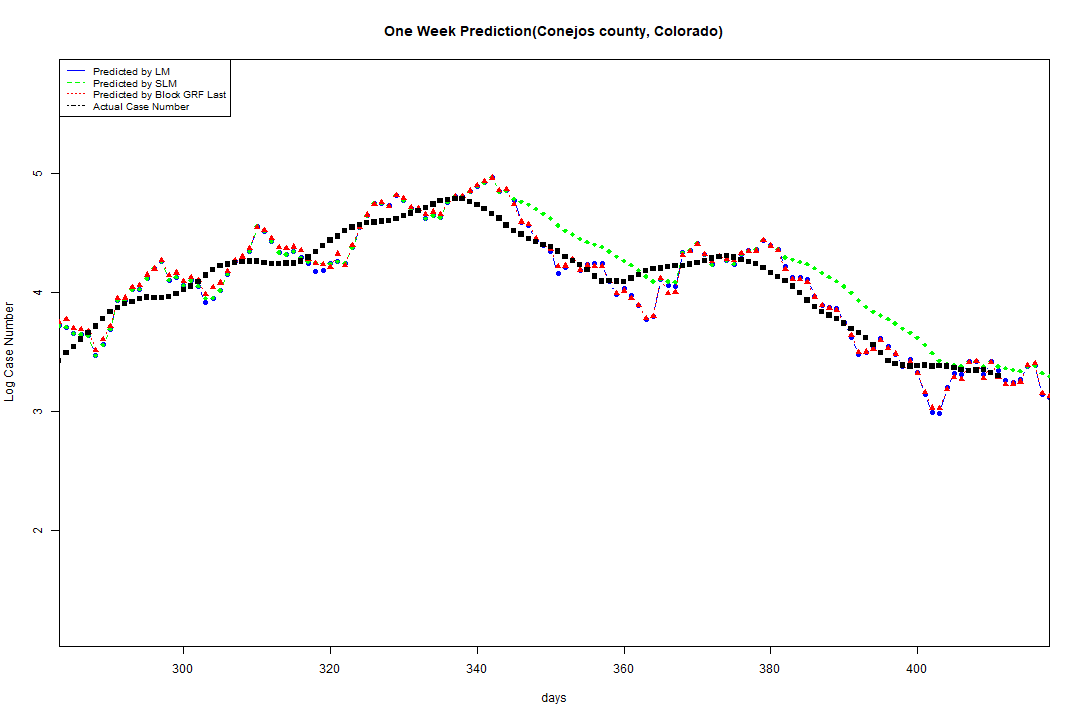 One Week Prediction(Conejos county, Colorado)
Predicted by LM
Predicted by SLM
Predicted by Block GRF Last
Actual Case Number
5
4
3
2
Log Case Number
300 320 340 360 380 400
days